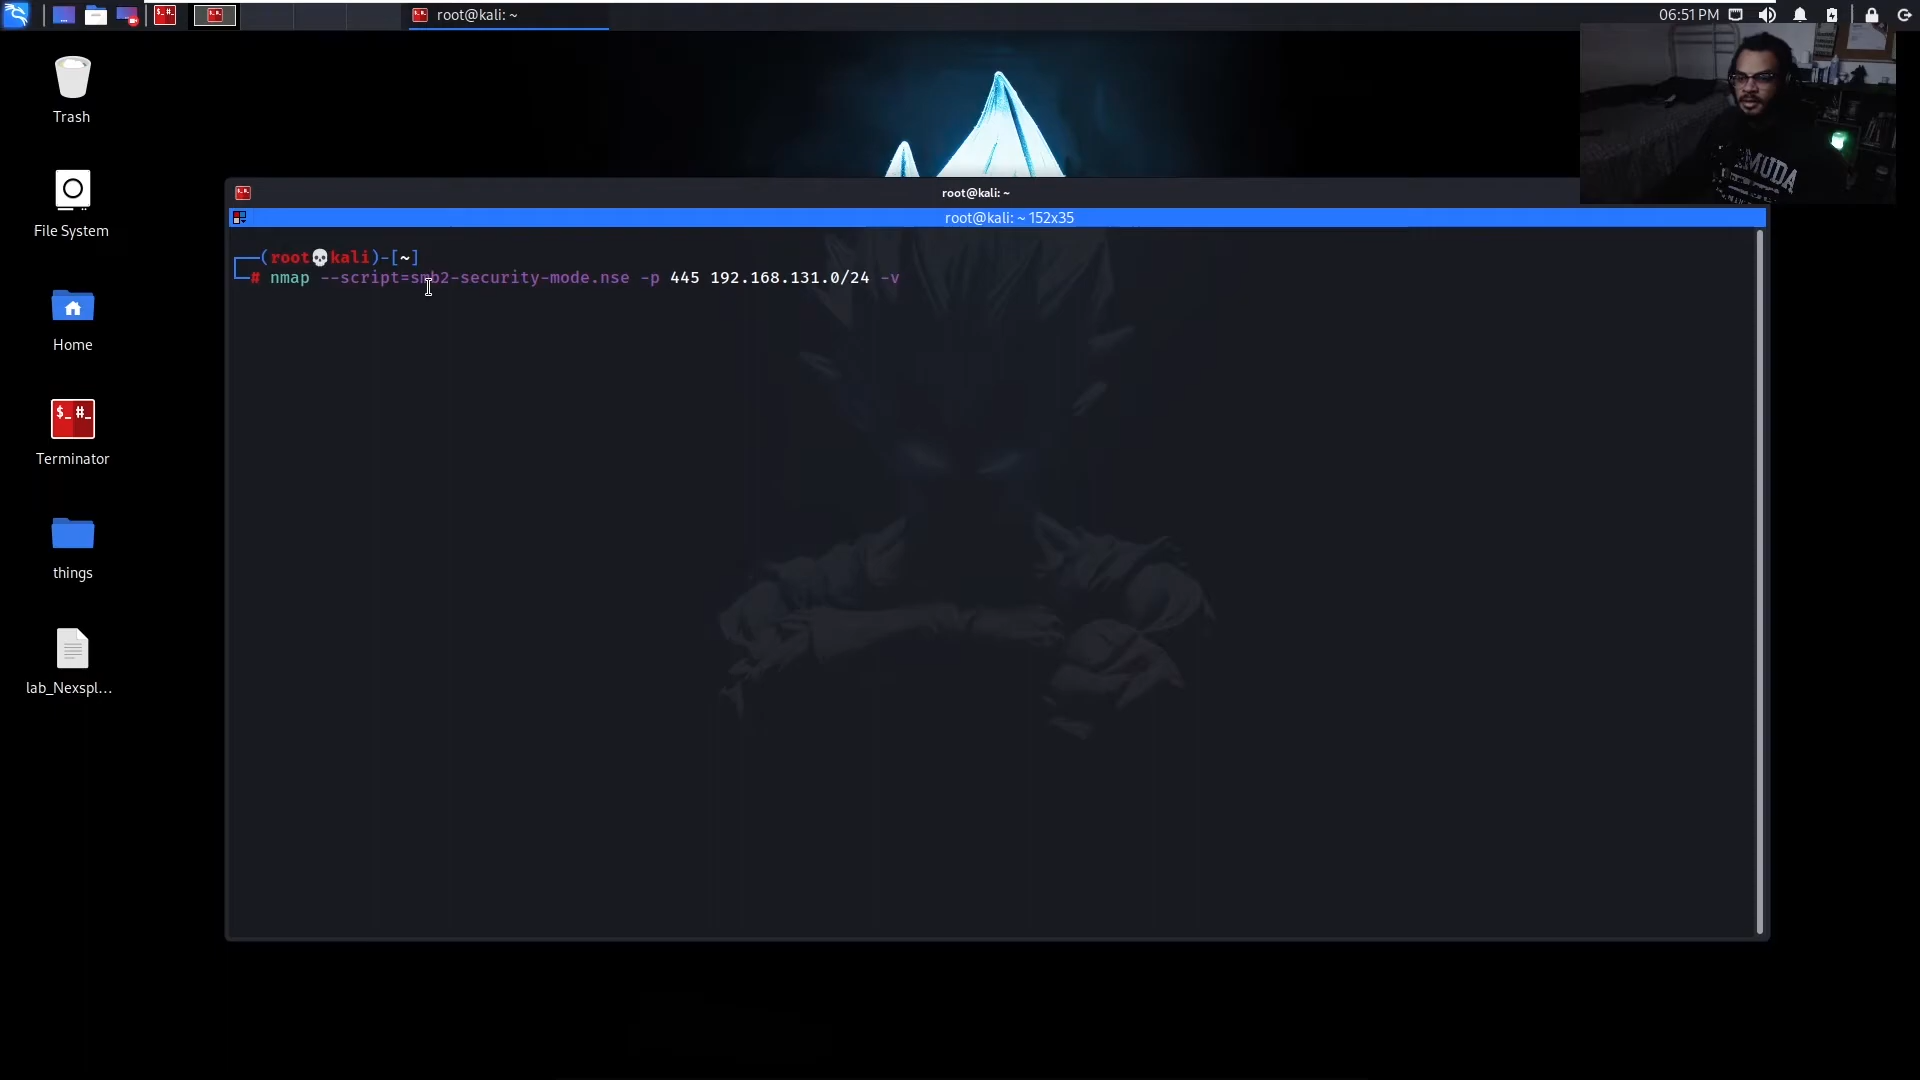 root@kali: ~
06:51 PM
Trash
File System
Home
$_ #_
Terminator
things
lab_Nexspl...
root@kali: ~
root@kali: ~ 152x35
┌──(root💀kali)-[~]
└─# nmap --script=smb2-security-mode.nse -p 445 192.168.131.0/24 -v